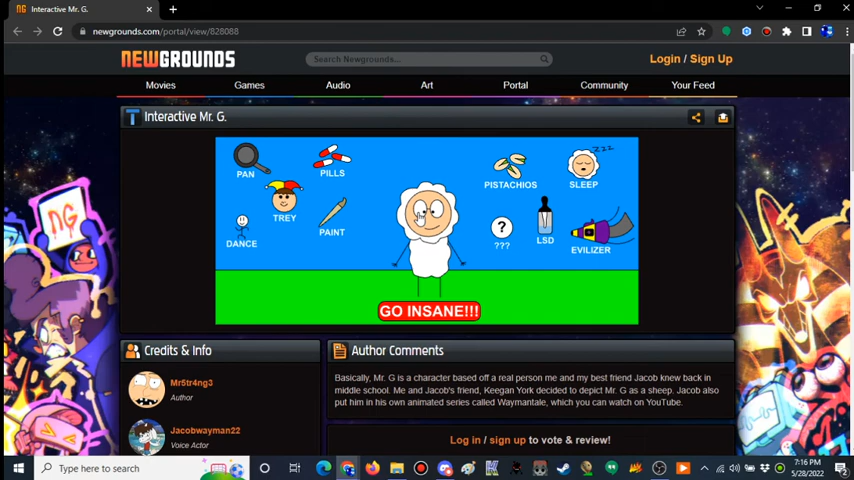 Interactive Mr. G.
newgrounds.com/portal/view/828088
NEWGROUNDS
Search Newgrounds...
Login / Sign Up
Movies Games Audio Art Portal Community Your Feed
Interactive Mr. G.
PAN
PILLS
TREY
DANCE
PAINT
PISTACHIOS
zzz
SLEEP
?
???
LSD
EVILIZER
GO INSANE!!!
NG
Credits & Info
Mr5tr4ng3
Author
Jacobwayman22
Voice Actor
Author Comments
Basically, Mr. G is a character based off a real person me and my best friend Jacob knew back in
middle school. Me and Jacob's friend, Keegan York decided to depict Mr. G as a sheep. Jacob also
put him in his own animated series called Waymantale, which you can watch on YouTube.
Log in / sign up to vote & review!
Type here to search
7:16 PM
5/28/2022